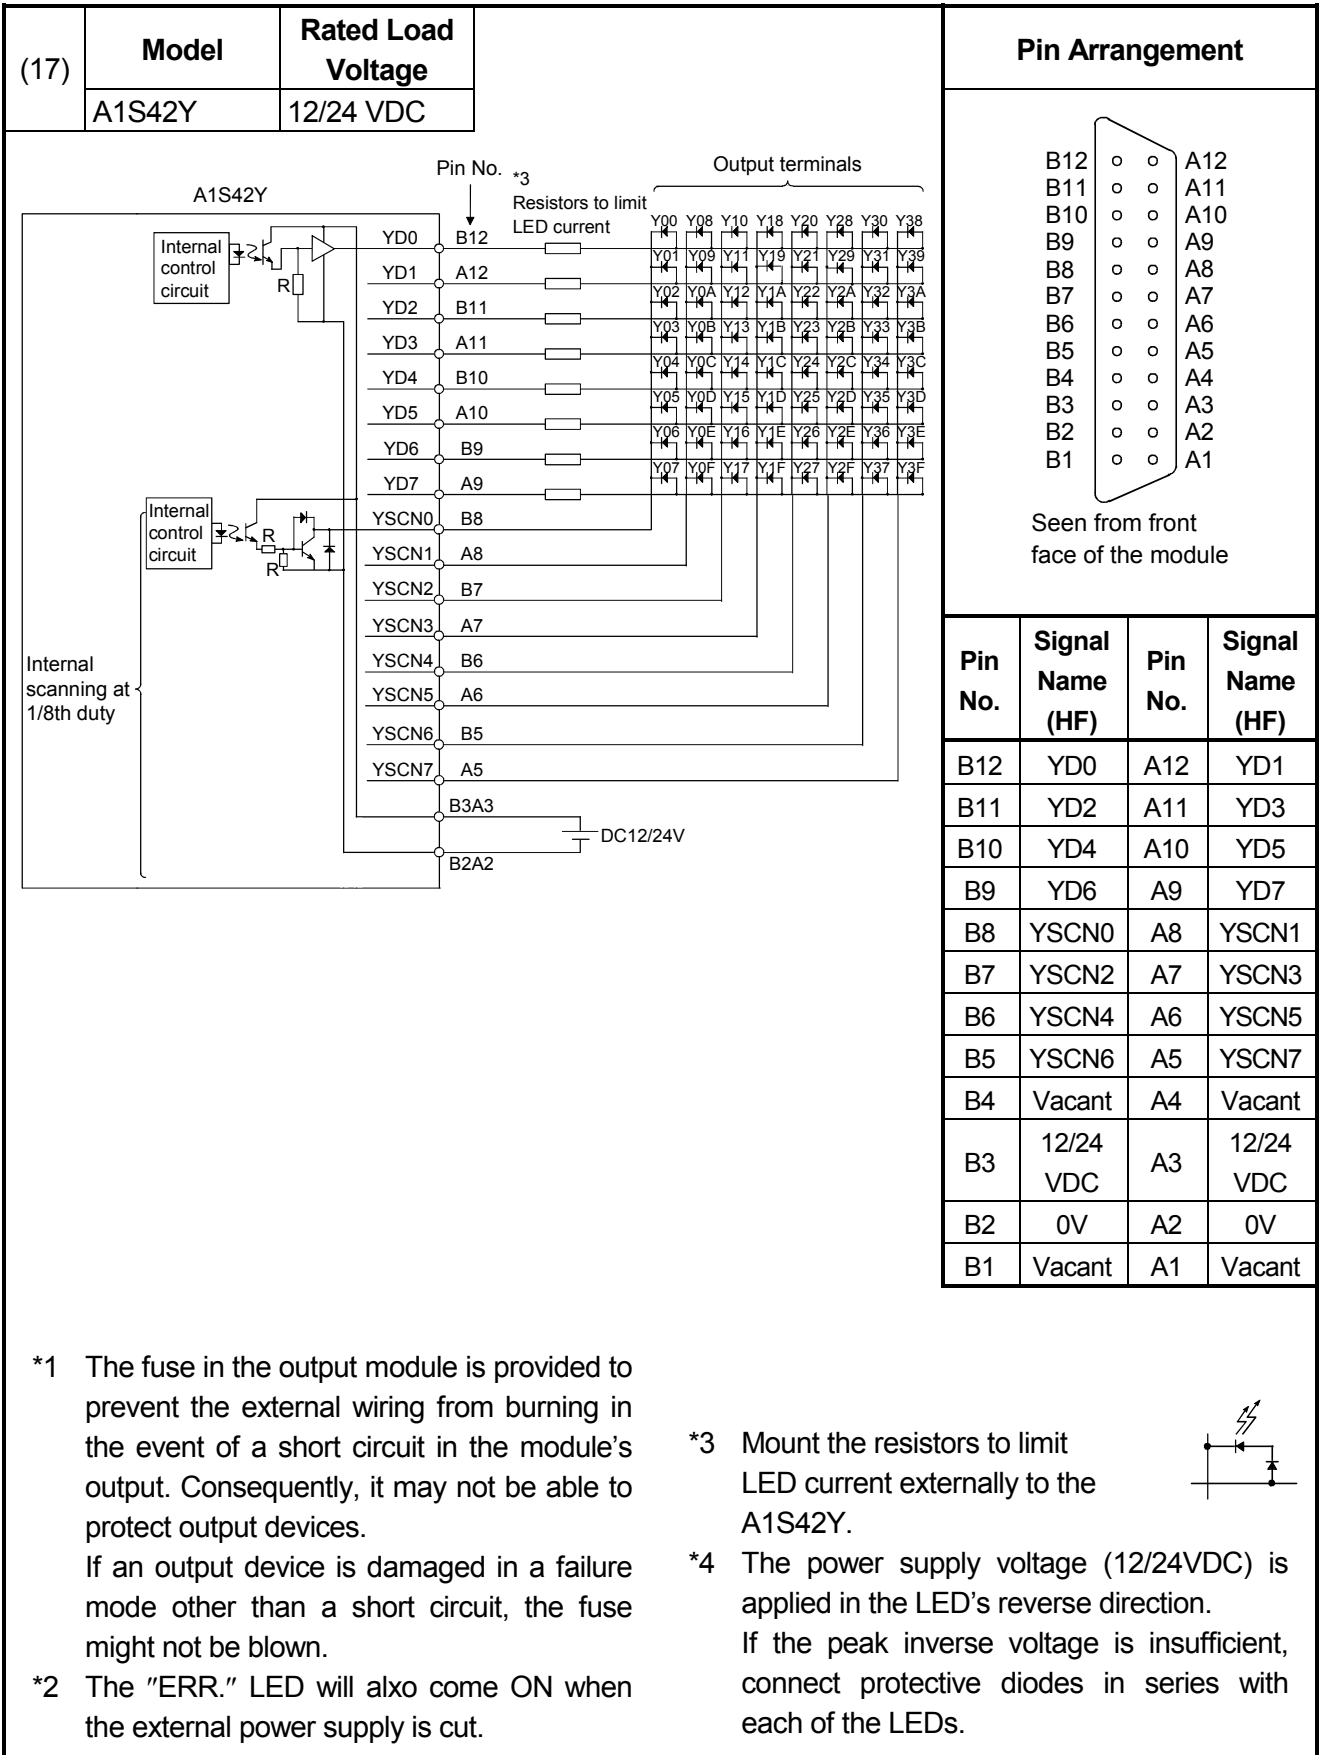 (17)
Model
Rated Load
Voltage
A1S42Y
12/24 VDC
Pin Arrangement
Pin No.
*3
Resistors to limit
LED current
Output terminals
A1S42Y
Internal
control
circuit
R
YD0 B12
YD1 A12
YD2 B11
YD3 A11
YD4 B10
YD5 A10
YD6 B9
YD7 A9
YSCN0 B8
YSCN1 A8
YSCN2 B7
YSCN3 A7
YSCN4 B6
YSCN5 A6
YSCN6 B5
YSCN7 A5
B3A3
B2A2
DC12/24V
Y00 Y08 Y10 Y18 Y20 Y28 Y30 Y38
Y01 Y09 Y11 Y19 Y21 Y29 Y31 Y39
Y02 Y0A Y12 Y1A Y22 Y2A Y32 Y3A
Y03 Y0B Y13 Y1B Y23 Y2B Y33 Y3B
Y04 Y0C Y14 Y1C Y24 Y2C Y34 Y3C
Y05 Y0D Y15 Y1D Y25 Y2D Y35 Y3D
Y06 Y0E Y16 Y1E Y26 Y2E Y36 Y3E
Y07 Y0F Y17 Y1F Y27 Y2F Y37 Y3F
Internal
control
circuit
R
R
Internal
scanning at
1/8th duty
B12 A12
B11 A11
B10 A10
B9 A9
B8 A8
B7 A7
B6 A6
B5 A5
B4 A4
B3 A3
B2 A2
B1 A1
Seen from front
face of the module
Pin
No.
Signal
Name
(HF)
Pin
No.
Signal
Name
(HF)
B12 YD0 A12 YD1
B11 YD2 A11 YD3
B10 YD4 A10 YD5
B9 YD6 A9 YD7
B8 YSCN0 A8 YSCN1
B7 YSCN2 A7 YSCN3
B6 YSCN4 A6 YSCN5
B5 YSCN6 A5 YSCN7
B4 Vacant A4 Vacant
B3 12/24 VDC A3 12/24 VDC
B2 0V A2 0V
B1 Vacant A1 Vacant
*1 The fuse in the output module is provided to
prevent the external wiring from burning in
the event of a short circuit in the module's
output. Consequently, it may not be able to
protect output devices.
If an output device is damaged in a failure
mode other than a short circuit, the fuse
might not be blown.
*2 The "ERR." LED will alxo come ON when
the external power supply is cut.
*3 Mount the resistors to limit
LED current externally to the
A1S42Y.
*4 The power supply voltage (12/24VDC) is
applied in the LED's reverse direction.
If the peak inverse voltage is insufficient,
connect protective diodes in series with
each of the LEDs.